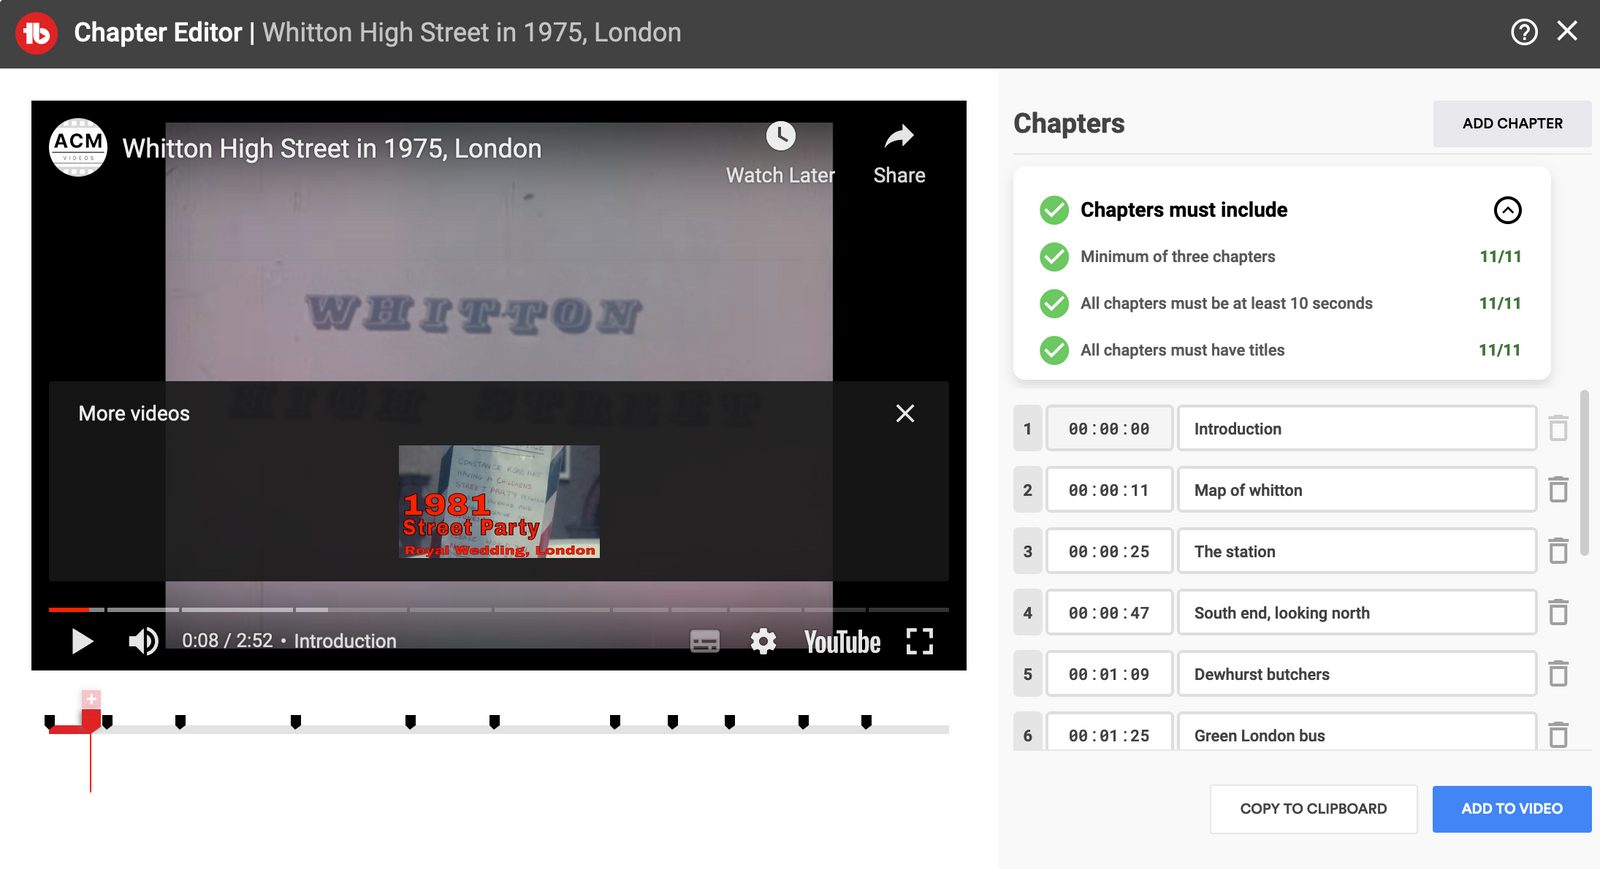 Chapter Editor | Whitton High Street in 1975, London
ACM
VIDEOS
Whitton High Street in 1975, London
Watch Later
Share
WHITTON
HIGH STREET
More videos
1981
Street Party
Royal Wedding, London
0:08 / 2:52 • Introduction
YouTube
Chapters
ADD CHAPTER
Chapters must include
Minimum of three chapters 11/11
All chapters must be at least 10 seconds 11/11
All chapters must have titles 11/11
1 00:00:00 Introduction
2 00:00:11 Map of whitton
3 00:00:25 The station
4 00:00:47 South end, looking north
5 00:01:09 Dewhurst butchers
6 00:01:25 Green London bus
COPY TO CLIPBOARD
ADD TO VIDEO